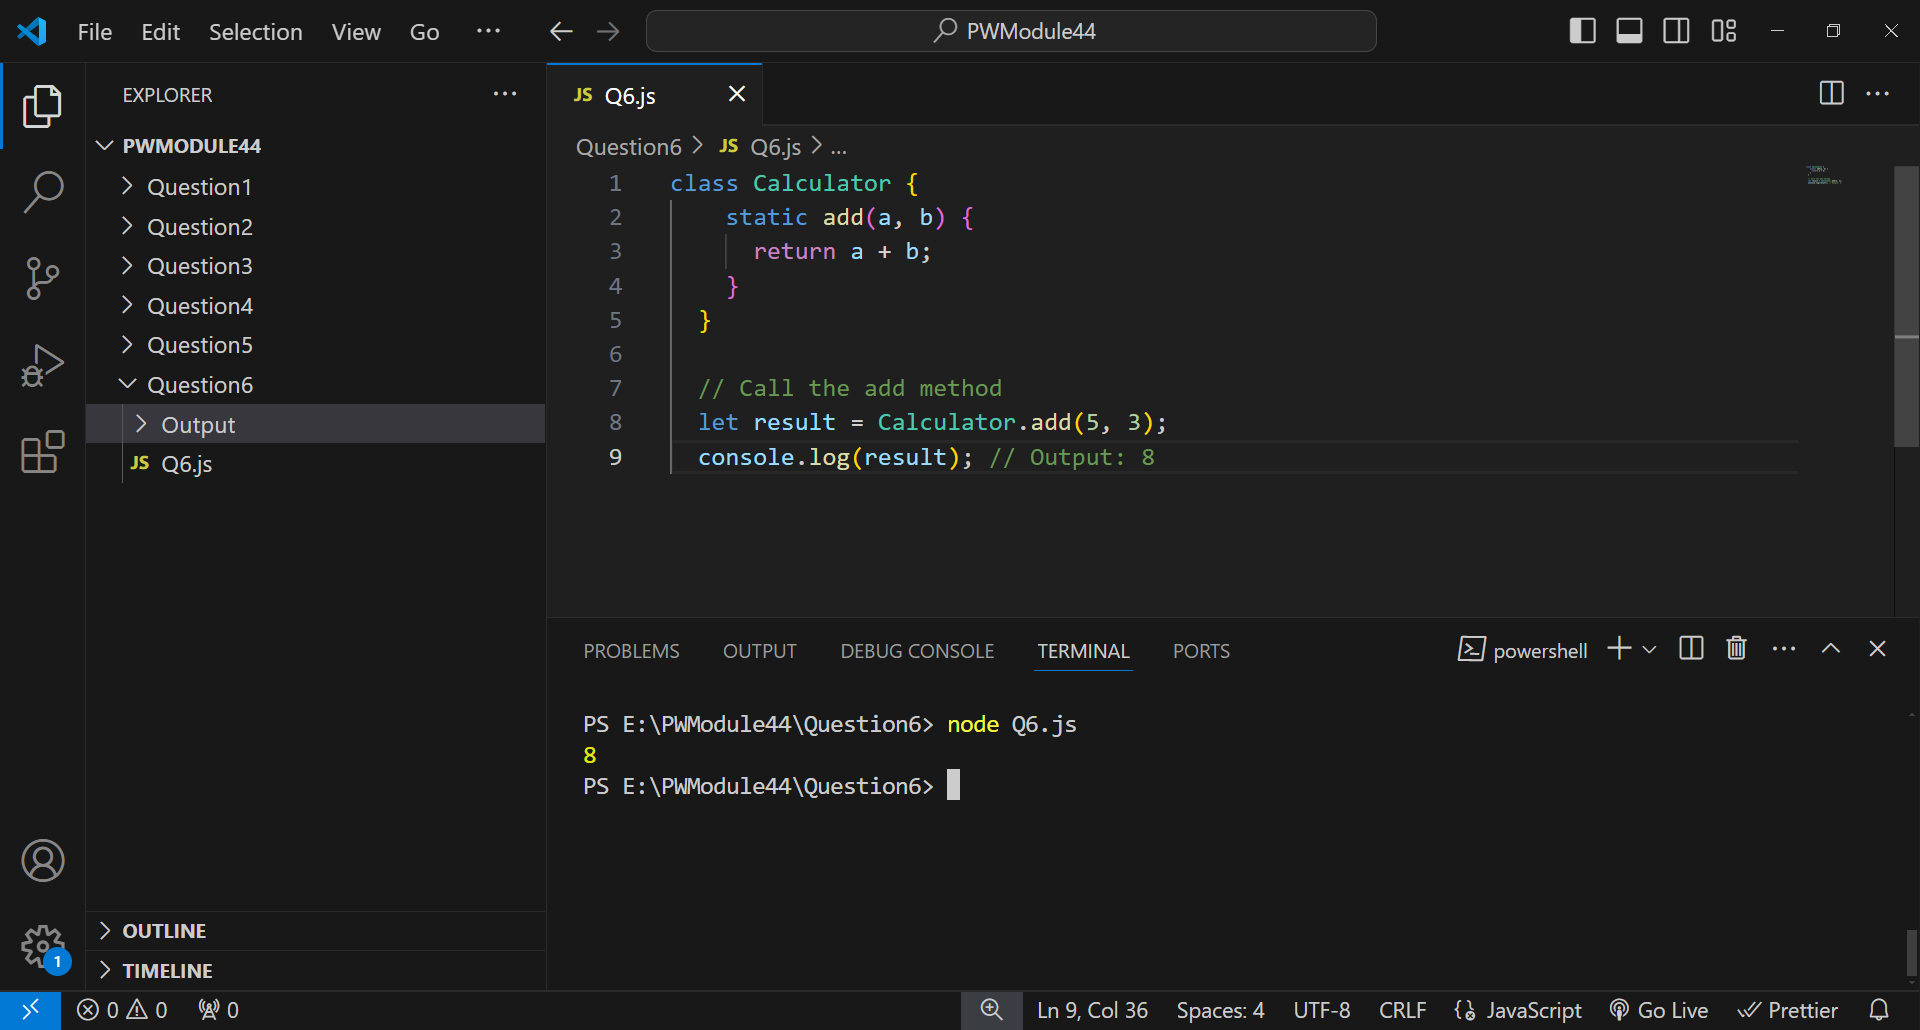 File Edit Selection View Go ··· PWModule44
EXPLORER ···
PWMODULE44
Question1
Question2
Question3
Question4
Question5
Question6
Output
JS Q6.js
OUTLINE
TIMELINE
JS Q6.js
Question6 > JS Q6.js > ...
1 class Calculator {
2 static add(a, b) {
3 return a + b;
4 }
5 }
6
7 // Call the add method
8 let result = Calculator.add(5, 3);
9 console.log(result); // Output: 8
PROBLEMS OUTPUT DEBUG CONSOLE TERMINAL PORTS powershell
PS E:\PWModule44\Question6> node Q6.js
8
PS E:\PWModule44\Question6>
1
0 0 0 Ln 9, Col 36 Spaces: 4 UTF-8 CRLF {} JavaScript Go Live Prettier